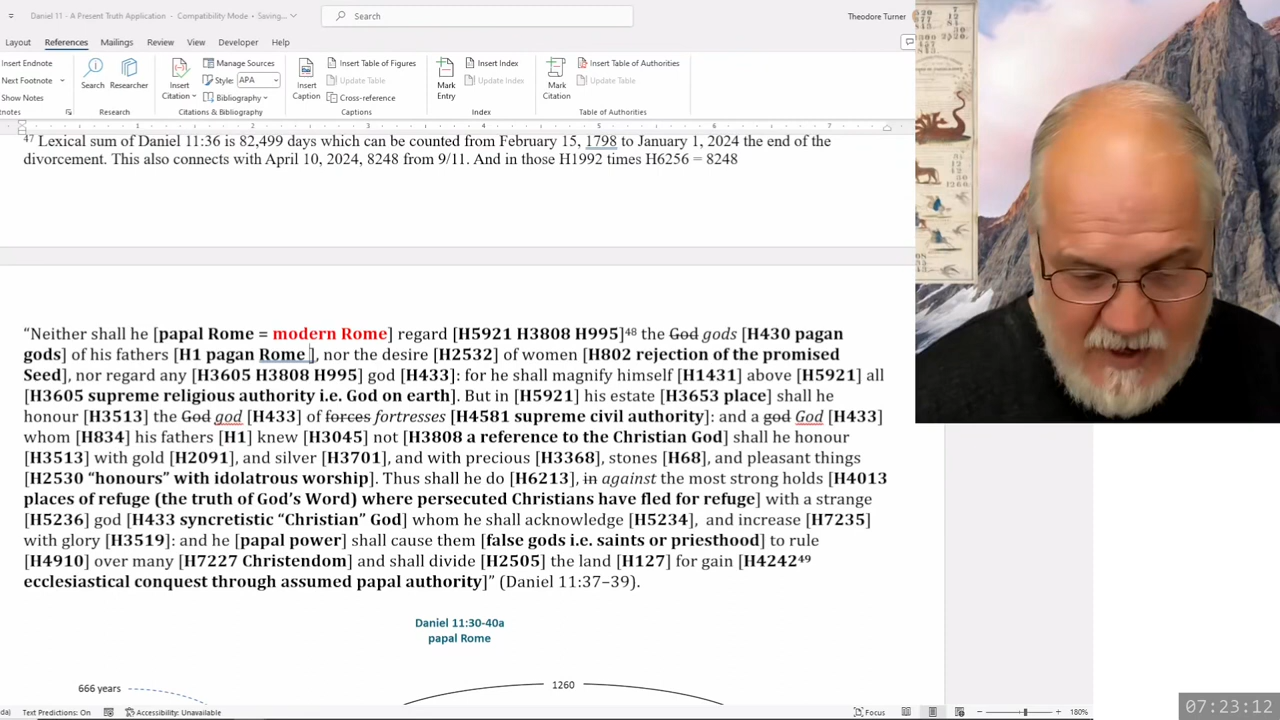 Daniel 11 - A Present Truth Application - Compatibility Mode • Saving...
Search
Theodore Turner
Layout References Mailings Review View Developer Help
Insert Endnote
Next Footnote
Show Notes
Search
Researcher
Research
Insert Citation
Manage Sources
Style: APA
Bibliography
Citations & Bibliography
Insert Caption
Insert Table of Figures
Update Table
Cross-reference
Captions
Mark Entry
Insert Index
Update Index
Index
Mark Citation
Insert Table of Authorities
Update Table
Table of Authorities
1 2 3 4 5 6 7
47 Lexical sum of Daniel 11:36 is 82,499 days which can be counted from February 15, 1798 to January 1, 2024 the end of the
divorcement. This also connects with April 10, 2024, 8248 from 9/11. And in those H1992 times H6256 = 8248
“Neither shall he [papal Rome = modern Rome] regard [H5921 H3808 H995]48 the God gods [H430 pagan
gods] of his fathers [H1 pagan Rome ], nor the desire [H2532] of women [H802 rejection of the promised
Seed], nor regard any [H3605 H3808 H995] god [H433]: for he shall magnify himself [H1431] above [H5921] all
[H3605 supreme religious authority i.e. God on earth]. But in [H5921] his estate [H3653 place] shall he
honour [H3513] the God god [H433] of forces fortresses [H4581 supreme civil authority]: and a god God [H433]
whom [H834] his fathers [H1] knew [H3045] not [H3808 a reference to the Christian God] shall he honour
[H3513] with gold [H2091], and silver [H3701], and with precious [H3368], stones [H68], and pleasant things
[H2530 “honours” with idolatrous worship]. Thus shall he do [H6213], in against the most strong holds [H4013
places of refuge (the truth of God’s Word) where persecuted Christians have fled for refuge] with a strange
[H5236] god [H433 syncretistic “Christian” God] whom he shall acknowledge [H5234], and increase [H7235]
with glory [H3519]: and he [papal power] shall cause them [false gods i.e. saints or priesthood] to rule
[H4910] over many [H7227 Christendom] and shall divide [H2505] the land [H127] for gain [H424249
ecclesiastical conquest through assumed papal authority]” (Daniel 11:37–39).
Daniel 11:30-40a
papal Rome
666 years
1260
Text Predictions: On
Accessibility: Unavailable
Focus
180%
07:23:12